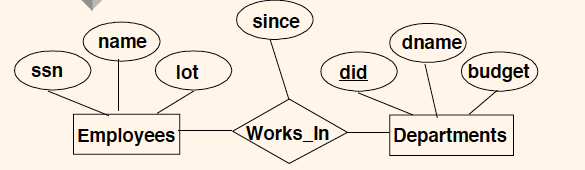 since
name
dname
ssn
lot
did
budget
Employees
Works_In
Departments